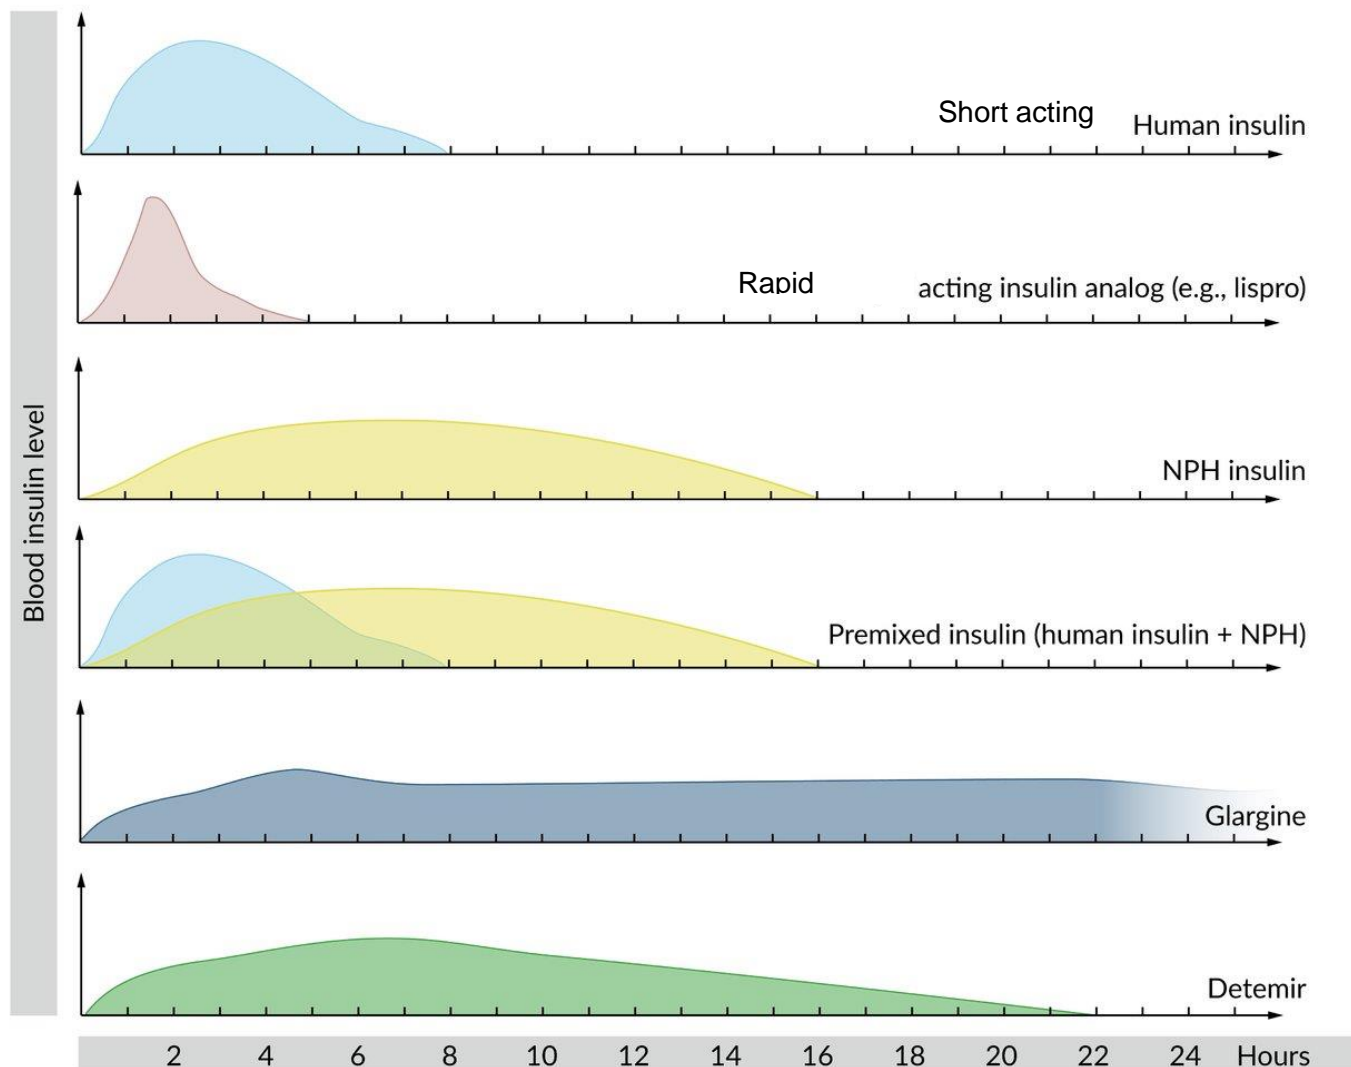 Blood insulin level
Short acting Human insulin
Rapid acting insulin analog (e.g., lispro)
NPH insulin
Premixed insulin (human insulin + NPH)
Glargine
Detemir
2 4 6 8 10 12 14 16 18 20 22 24 Hours